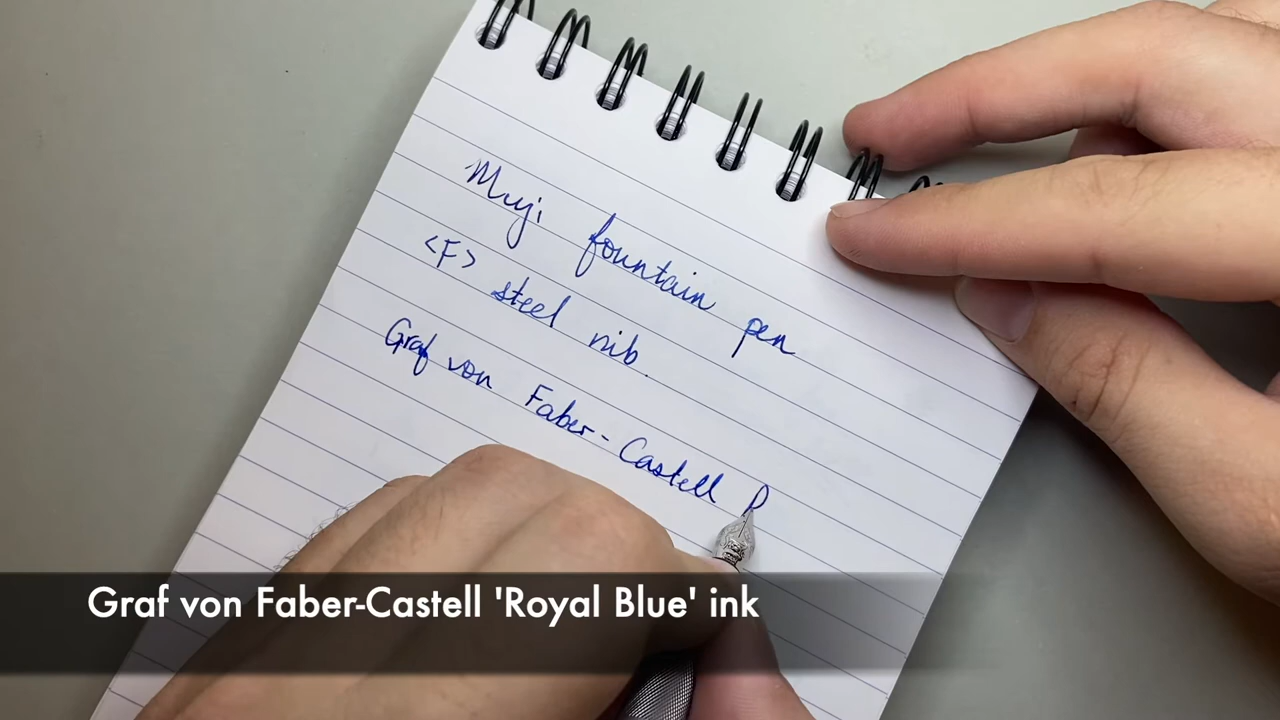 Muji fountain pen
<F> steel nib.
Graf von Faber-Castell R
Graf von Faber-Castell 'Royal Blue' ink